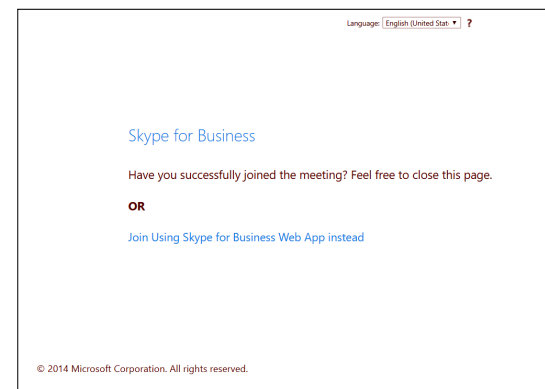 Language: English (United Stat ?
Skype for Business
Have you successfully joined the meeting? Feel free to close this page.
OR
Join Using Skype for Business Web App instead
© 2014 Microsoft Corporation. All rights reserved.